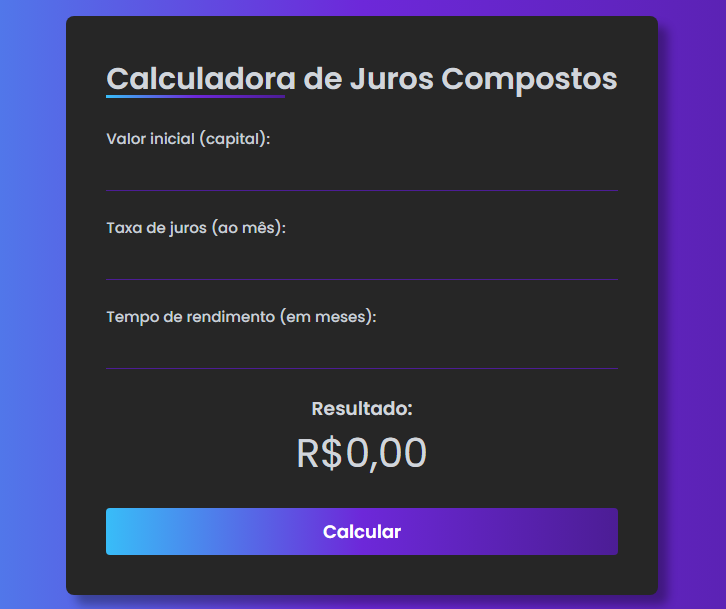 Calculadora de Juros Compostos
Valor inicial (capital):
Taxa de juros (ao mês):
Tempo de rendimento (em meses):
Resultado:
R$0,00
Calcular